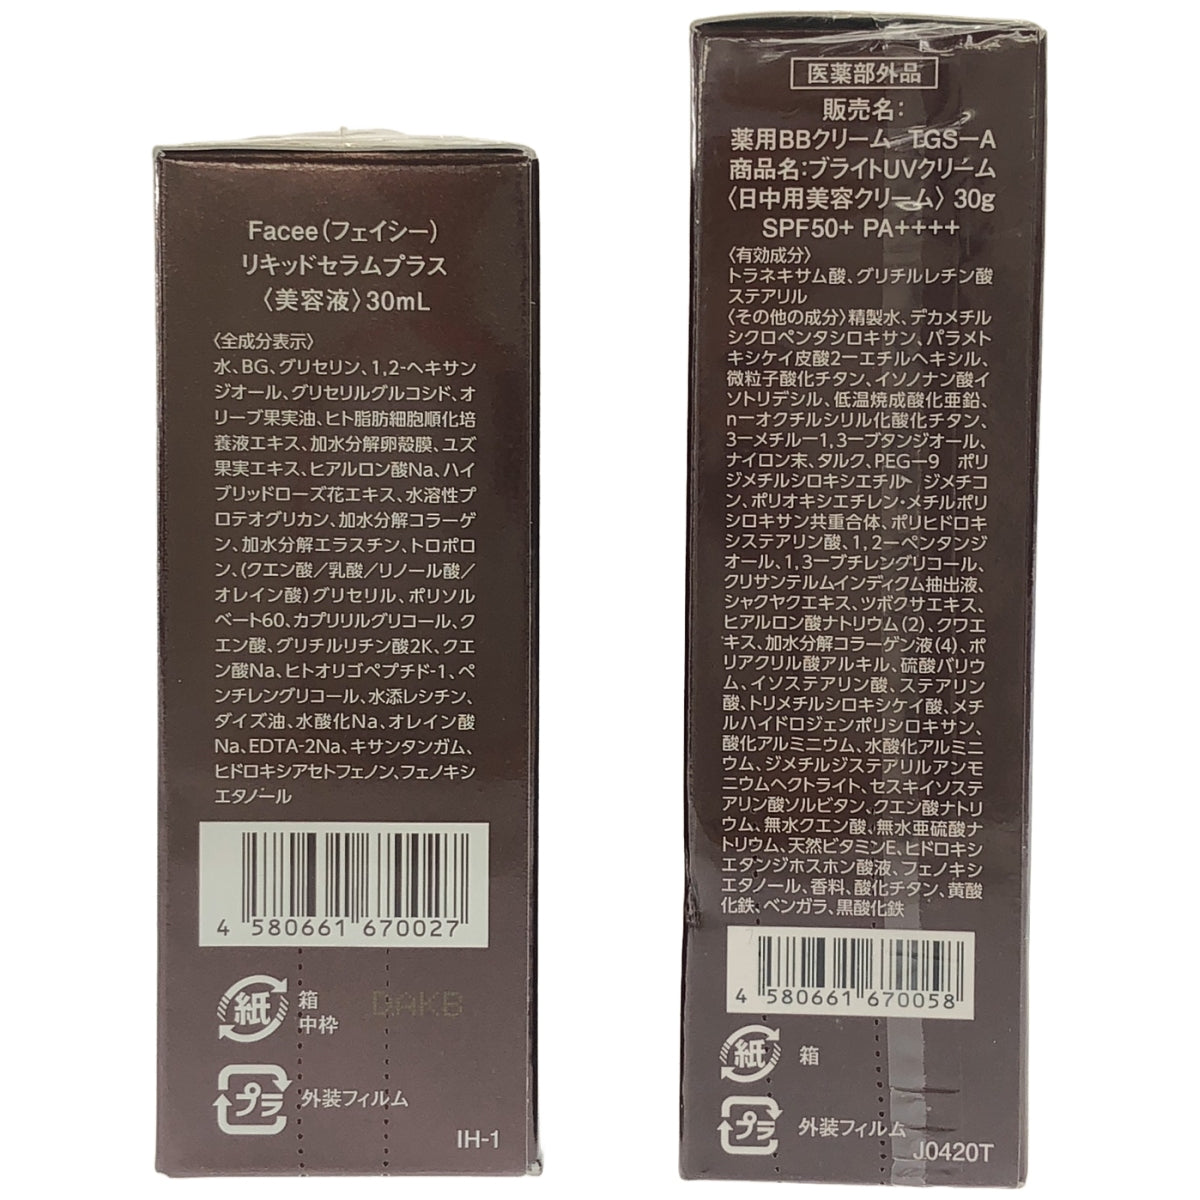 Facee(フェイシー)
リキッドセラムプラス
〈美容液〉30mL
〈全成分表示〉
水、BG、グリセリン、1,2-ヘキサン
ジオール、グリセリルグルコシド、オ
リーブ果実油、ヒト脂肪細胞順化培
養液エキス、加水分解卵殻膜、ユズ
果実エキス、ヒアルロン酸Na、ハイ
ブリッドローズ花エキス、水溶性プ
ロテオグリカン、加水分解コラーゲ
ン、加水分解エラスチン、トロポロ
ン、(クエン酸/乳酸/リノール酸/
オレイン酸)グリセリル、ポリソル
ベート60、カプリリルグリコール、ク
エン酸、グリチルリチン酸2K、クエ
ン酸Na、ヒトオリゴペプチド-1、ペ
ンチレングリコール、水添レシチン、
ダイズ油、水酸化Na、オレイン酸
Na、EDTA-2Na、キサンタンガム、
ヒドロキシアセトフェノン、フェノキシ
エタノール
4 580661 670027
紙
箱
中枠
DAKB
プラ
外装フィルム
IH-1
医薬部外品
販売名:
薬用BBクリーム TGS-A
商品名:ブライトUVクリーム
〈日中用美容クリーム〉30g
SPF50+ PA++++
〈有効成分〉
トラネキサム酸、グリチルレチン酸
ステアリル
〈その他の成分〉精製水、デカメチル
シクロペンタシロキサン、パラメト
キシケイ皮酸2-エチルヘキシル、
微粒子酸化チタン、イソノナン酸イ
ソトリデシル、低温焼成酸化亜鉛、
n-オクチルシリル化酸化チタン、
3-メチル-1,3-ブタンジオール、
ナイロン末、タルク、PEG-9 ポリ
ジメチルシロキシエチル ジメチコ
ン、ポリオキシエチレン・メチルポリ
シロキサン共重合体、ポリヒドロキ
システアリン酸、1,2-ペンタンジ
オール、1,3-ブチレングリコール、
クリサンテルムインディクム抽出液、
シャクヤクエキス、ツボクサエキス、
ヒアルロン酸ナトリウム(2)、クワエ
キス、加水分解コラーゲン液(4)、ポ
リアクリル酸アルキル、硫酸バリウ
ム、イソステアリン酸、ステアリン
酸、トリメチルシロキシケイ酸、メチ
ルハイドロジェンポリシロキサン、
酸化アルミニウム、水酸化アルミニ
ウム、ジメチルジステアリルアンモ
ニウムヘクトライト、セスキイソステ
アリン酸ソルビタン、クエン酸ナトリ
ウム、無水クエン酸、無水亜硫酸ナ
トリウム、天然ビタミンE、ヒドロキシ
エタンジホスホン酸液、フェノキシ
エタノール、香料、酸化チタン、黄酸
化鉄、ベンガラ、黒酸化鉄
4 580661 670058
紙
箱
プラ
外装フィルム
J0420T